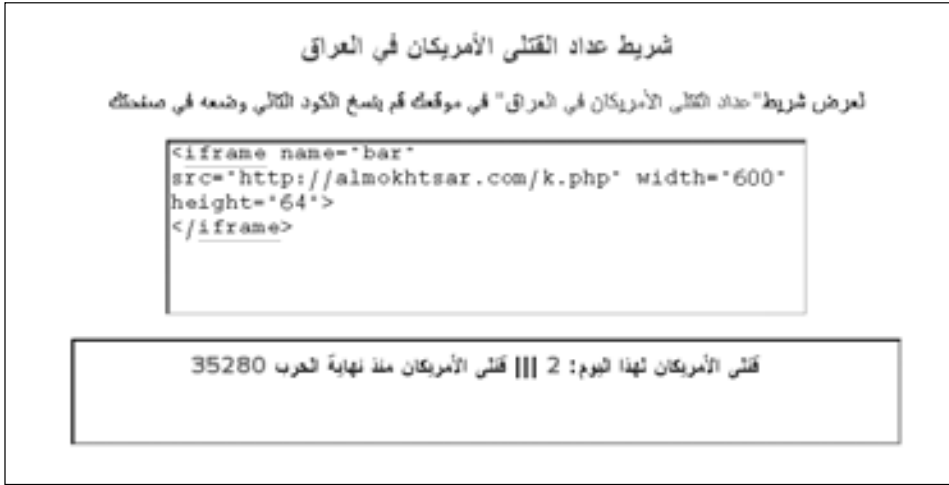 شريط عداد القتلى الأمريكان في العراق
لعرض شريط"عداد القتلى الأمريكان في العراق" في موقعك قم بنسخ الكود التالي وضعه في صفحتك
<iframe name="bar"
src="http://almokhtsar.com/k.php" width="600"
height="64">
</iframe>
قتلى الأمريكان لهذا اليوم: 2 ||| قتلى الأمريكان منذ نهاية الحرب 35280